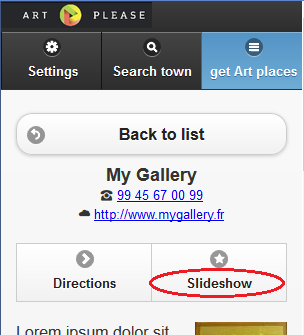 ART PLEASE
Settings Search town get Art places
Back to list
My Gallery
99 45 67 00 99
http://www.mygallery.fr
Directions Slideshow
Lorem ipsum dolor sit